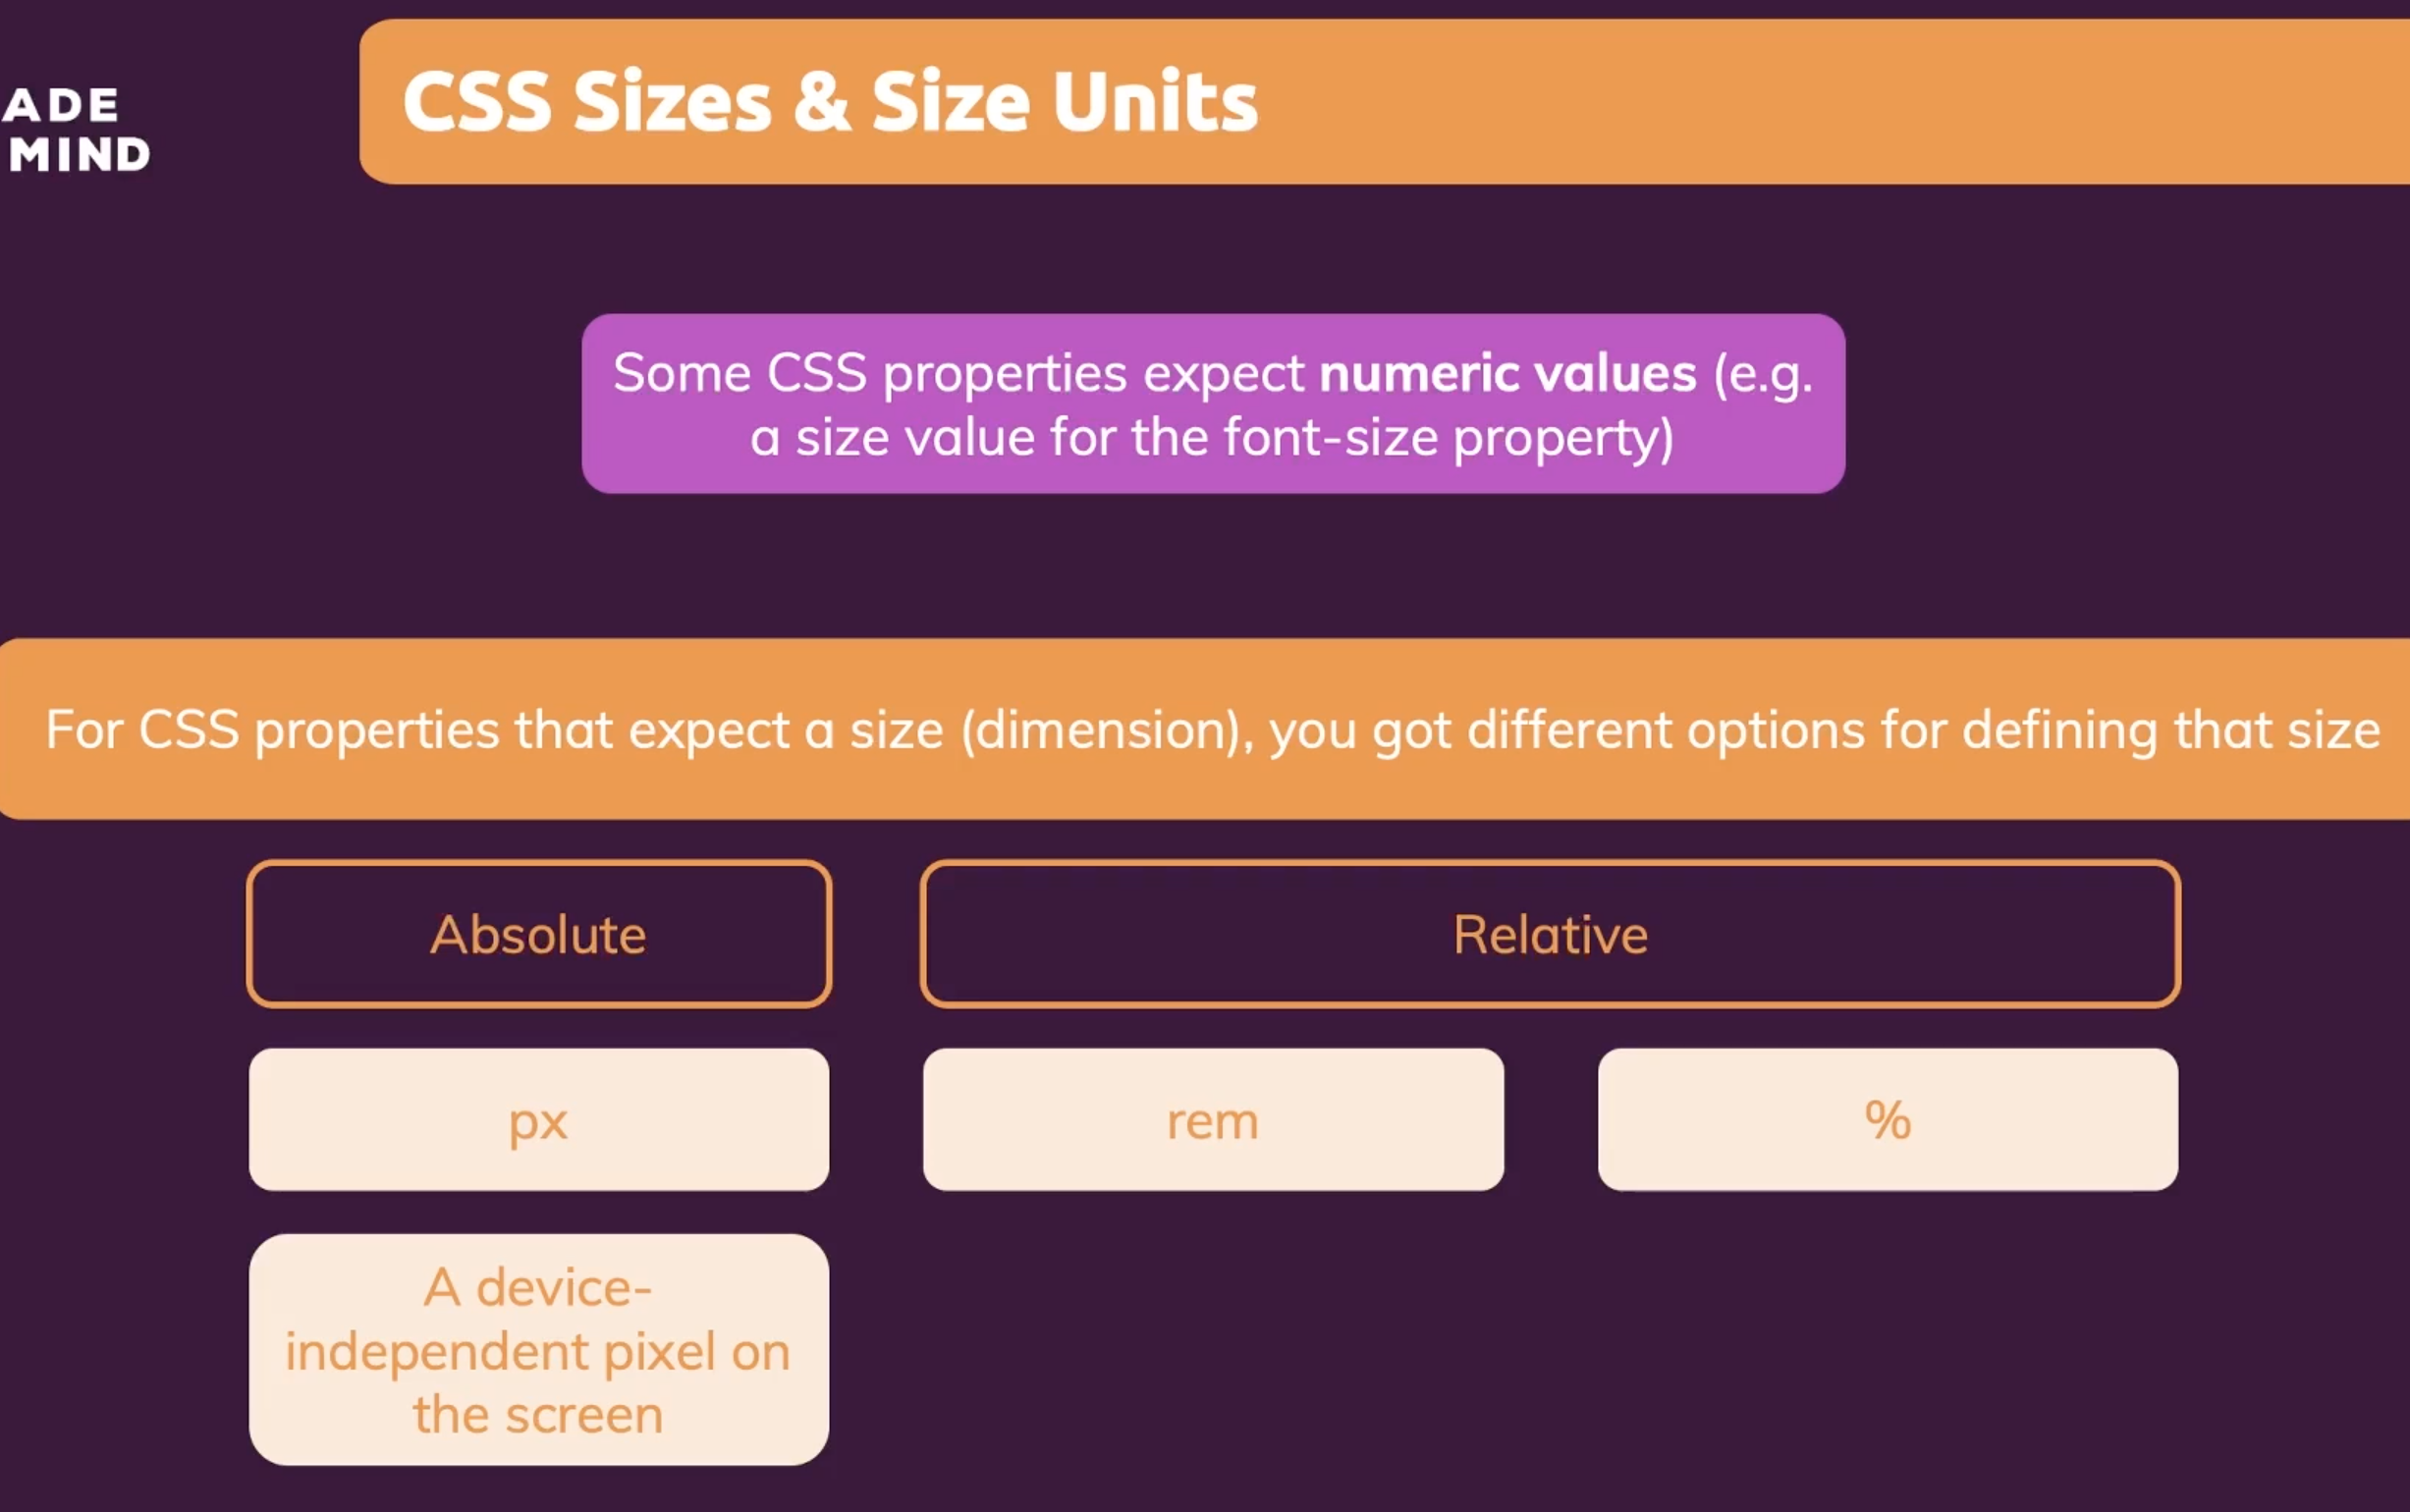 ADE
MIND
CSS Sizes & Size Units
Some CSS properties expect numeric values (e.g.
a size value for the font-size property)
For CSS properties that expect a size (dimension), you got different options for defining that size
Absolute
Relative
px
rem
%
A device-
independent pixel on
the screen